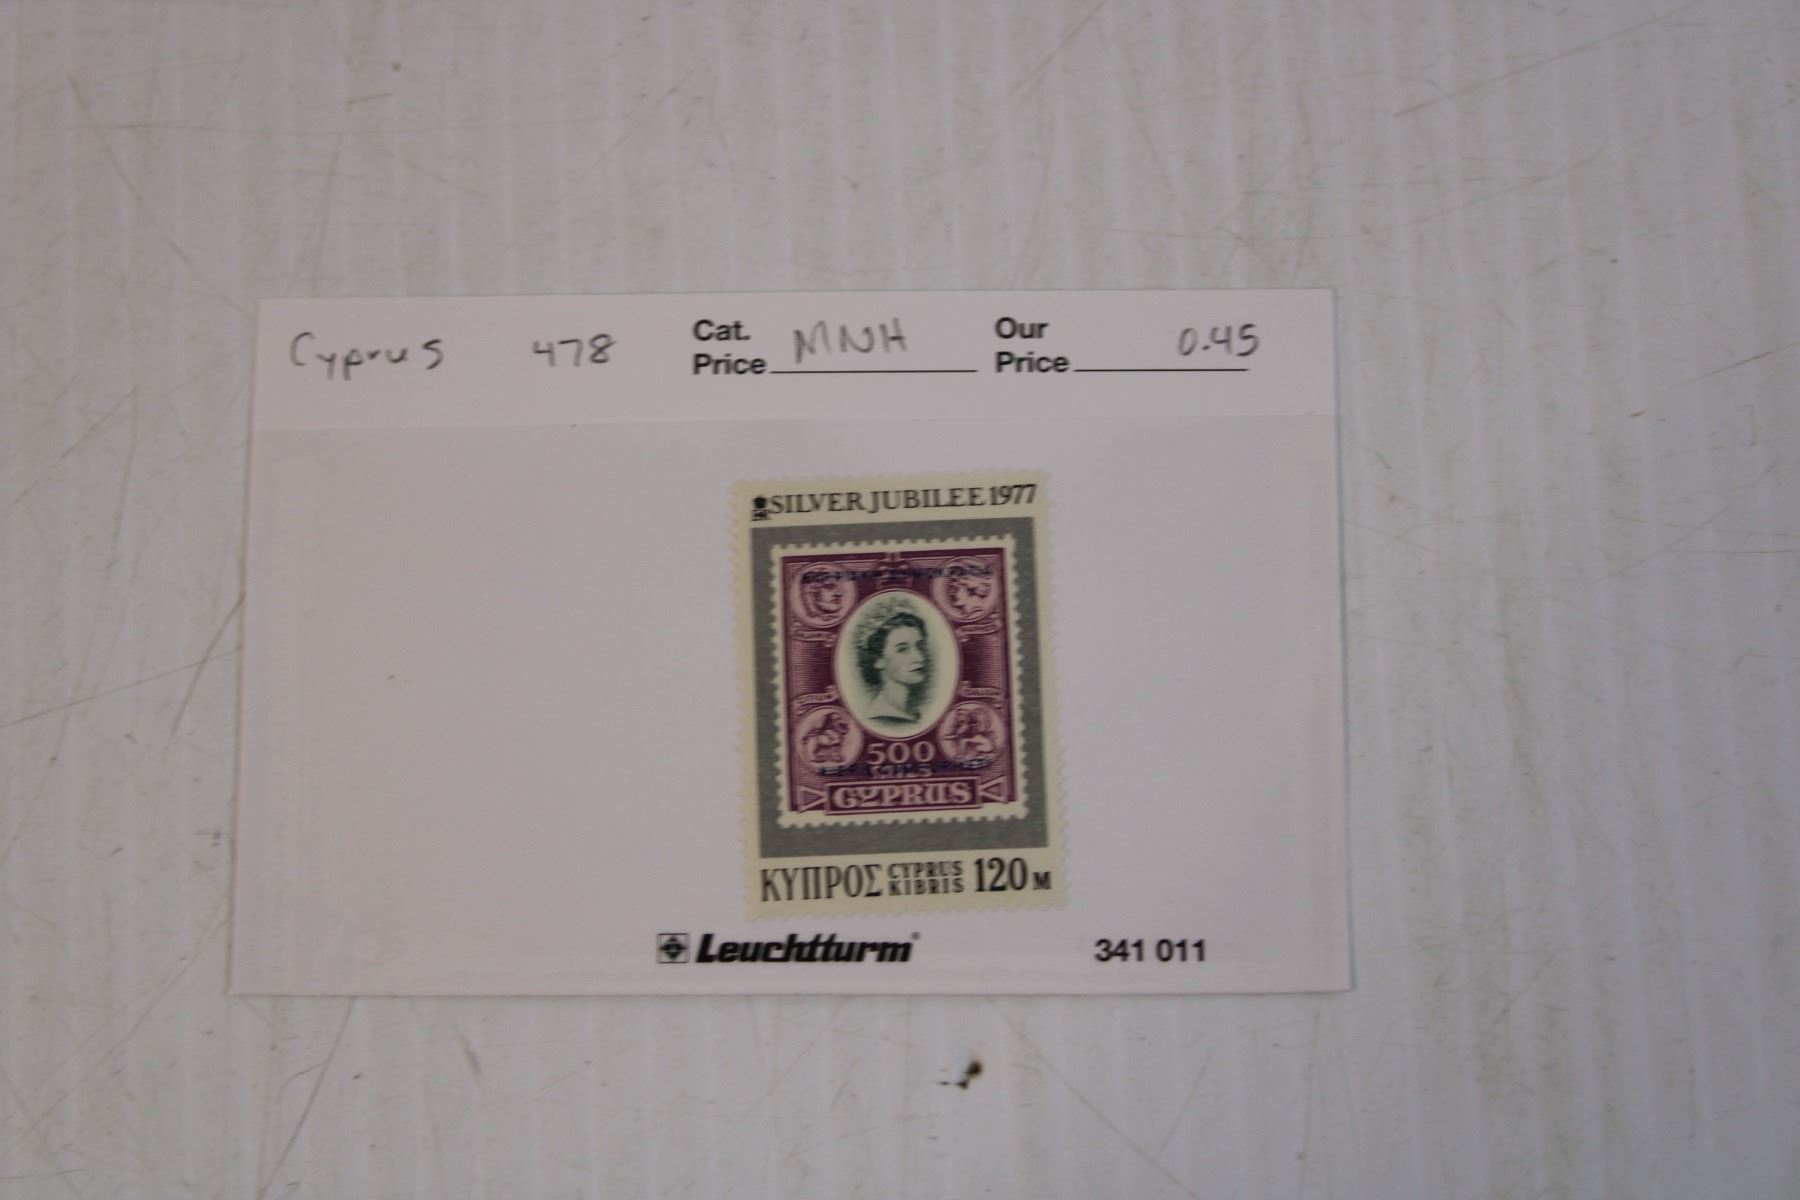 Cyprus 478 Cat. Price MNH Our Price 0.45
SILVER JUBILEE 1977
500
MILS
CYPRUS
ΚΥΠΡΟΣ CYPRUS KIBRIS 120 M
Leuchtturm 341 011